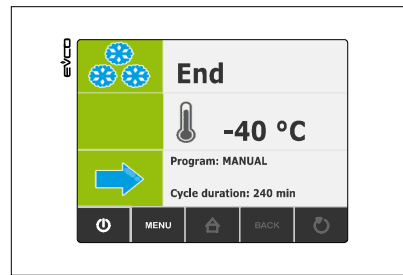 EVCO
End
-40 °C
Program: MANUAL
Cycle duration: 240 min
MENU
BACK